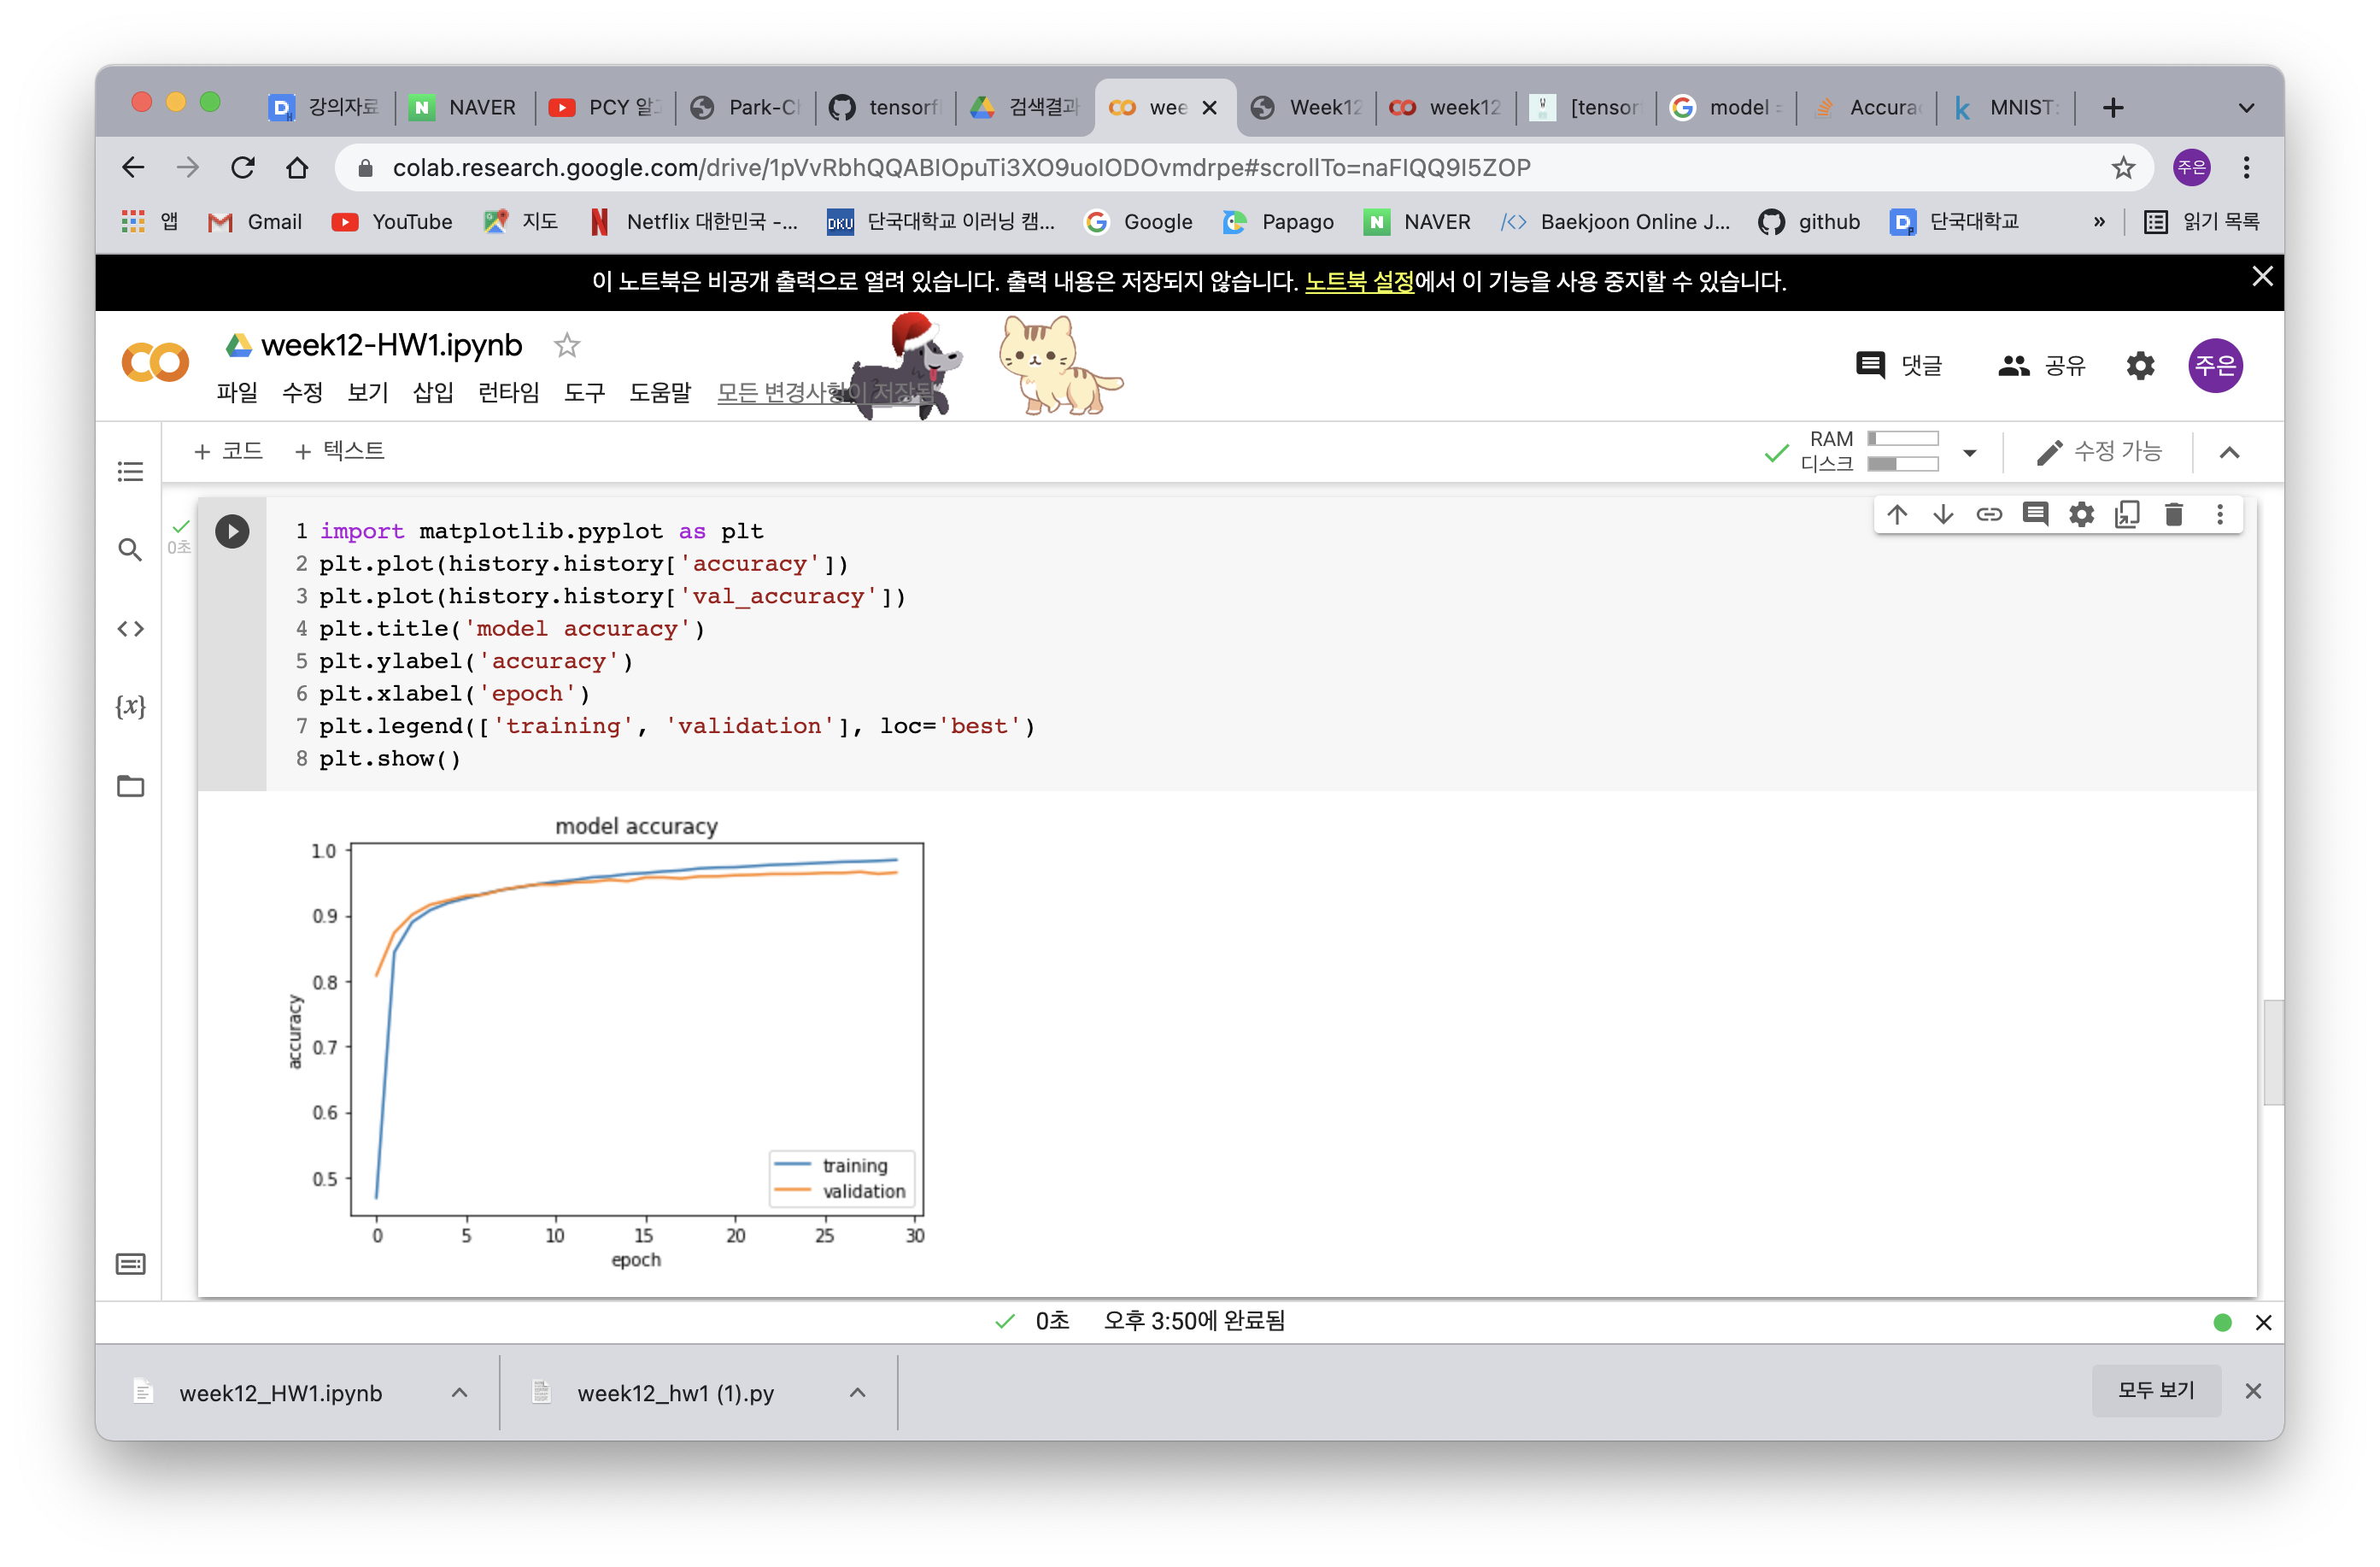 강의자료
NAVER
PCY 알고
Park-Ch
tensorfl
검색결과
wee
Week12
week12
[tensor
model =
Accurac
MNIST:
colab.research.google.com/drive/1pVvRbhQQABIOpuTi3XO9uoIODOvmdrpe#scrollTo=naFlQQ9I5ZOP
주은
앱
Gmail
YouTube
지도
Netflix 대한민국 -...
DKU
단국대학교 이러닝 캠...
Google
Papago
NAVER
Baekjoon Online J...
github
단국대학교
»
읽기 목록
이 노트북은 비공개 출력으로 열려 있습니다. 출력 내용은 저장되지 않습니다. 노트북 설정에서 이 기능을 사용 중지할 수 있습니다.
week12-HW1.ipynb
파일 수정 보기 삽입 런타임 도구 도움말 모든 변경사항이 저장됨
댓글
공유
주은
+ 코드 + 텍스트
RAM
디스크
수정 가능
0초
1 import matplotlib.pyplot as plt
2 plt.plot(history.history['accuracy'])
3 plt.plot(history.history['val_accuracy'])
4 plt.title('model accuracy')
5 plt.ylabel('accuracy')
6 plt.xlabel('epoch')
7 plt.legend(['training', 'validation'], loc='best')
8 plt.show()
{x}
model accuracy
1.0
0.9
0.8
0.7
0.6
0.5
accuracy
training
validation
0 5 10 15 20 25 30
epoch
0초 오후 3:50에 완료됨
week12_HW1.ipynb
week12_hw1 (1).py
모두 보기